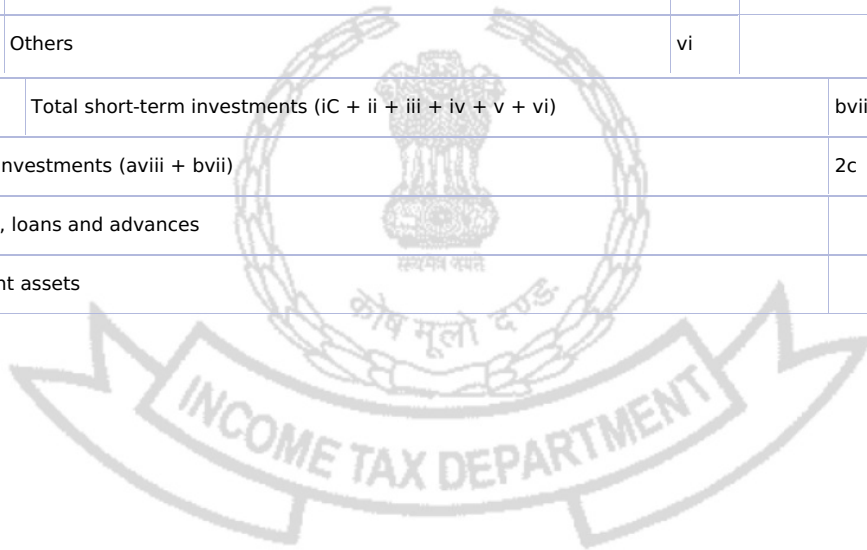 Others vi
Total short-term investments (iC + ii + iii + iv + v + vi) bvii
nvestments (aviii + bvii) 2c
, loans and advances
nt assets
सत्यमेव जयते
कोष मूलो दण्ड:
INCOME TAX DEPARTMENT